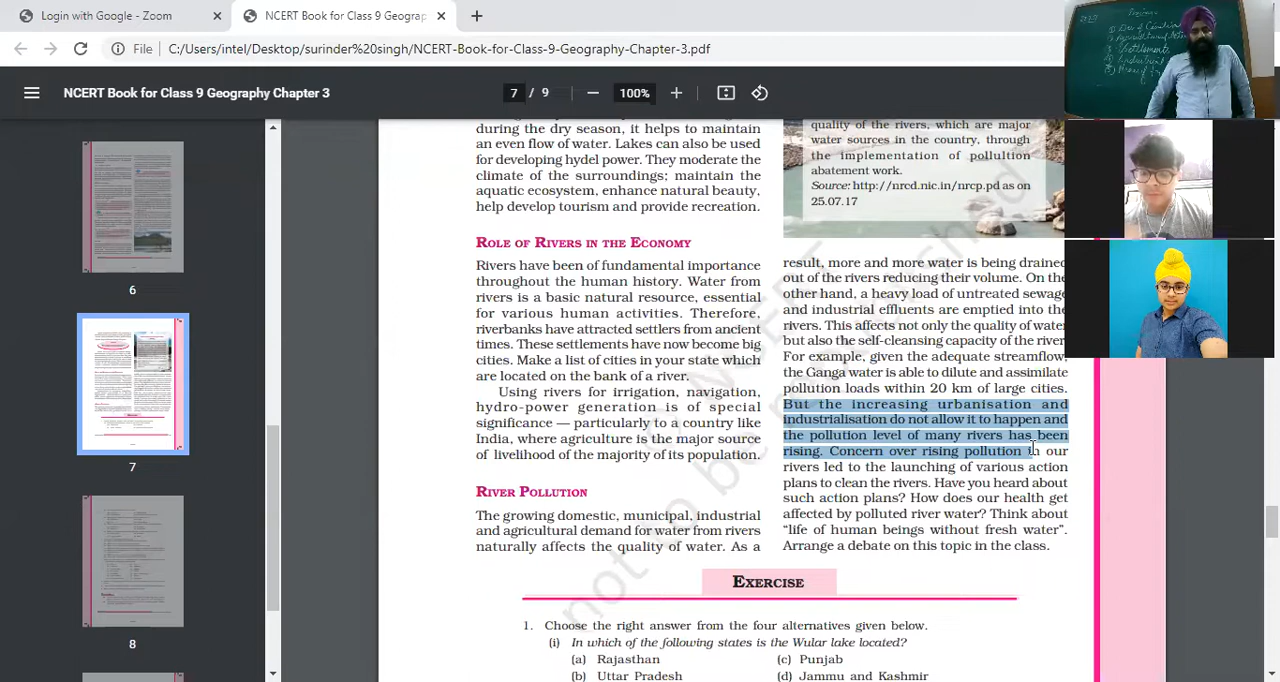 Login with Google - Zoom
NCERT Book for Class 9 Geograp
File
C:/Users/intel/Desktop/surinder%20singh/NCERT-Book-for-Class-9-Geography-Chapter-3.pdf
NCERT Book for Class 9 Geography Chapter 3
7 / 9
100%
6
7
8
during the dry season, it helps to maintain
an even flow of water. Lakes can also be used
for developing hydel power. They moderate the
climate of the surroundings; maintain the
aquatic ecosystem, enhance natural beauty,
help develop tourism and provide recreation.
ROLE OF RIVERS IN THE ECONOMY
Rivers have been of fundamental importance
throughout the human history. Water from
rivers is a basic natural resource, essential
for various human activities. Therefore,
riverbanks have attracted settlers from ancient
times. These settlements have now become big
cities. Make a list of cities in your state which
are located on the bank of a river.
Using rivers for irrigation, navigation,
hydro-power generation is of special
significance — particularly to a country like
India, where agriculture is the major source
of livelihood of the majority of its population.
RIVER POLLUTION
The growing domestic, municipal, industrial
and agricultural demand for water from rivers
naturally affects the quality of water. As a
quality of the rivers, which are major
water sources in the country, through
the implementation of pollultion
abatement work.
Source: http://nrcd.nic.in/nrcp.pd as on
25.07.17
result, more and more water is being drained
out of the rivers reducing their volume. On the
other hand, a heavy load of untreated sewage
and industrial effluents are emptied into the
rivers. This affects not only the quality of water
but also the self-cleansing capacity of the river.
For example, given the adequate streamflow,
the Ganga water is able to dilute and assimilate
pollution loads within 20 km of large cities.
But the increasing urbanisation and
industrialisation do not allow it to happen and
the pollution level of many rivers has been
rising. Concern over rising pollution in our
rivers led to the launching of various action
plans to clean the rivers. Have you heard about
such action plans? How does our health get
affected by polluted river water? Think about
“life of human beings without fresh water”.
Arrange a debate on this topic in the class.
EXERCISE
1. Choose the right answer from the four alternatives given below.
(i) In which of the following states is the Wular lake located?
(a) Rajasthan (c) Punjab
(b) Uttar Pradesh (d) Jammu and Kashmir